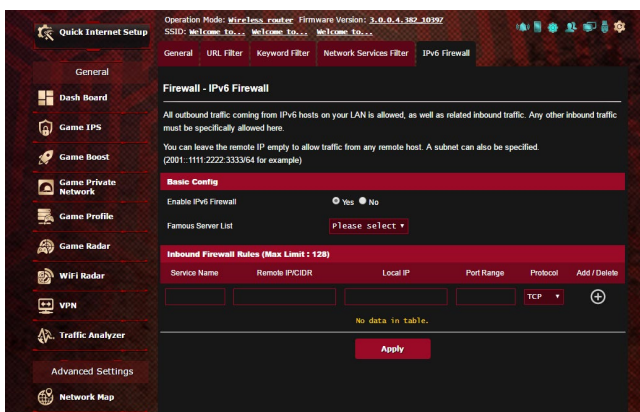 Quick Internet Setup
General
Dash Board
Game IPS
Game Boost
Game Private
Network
Game Profile
Game Radar
WiFi Radar
VPN
Traffic Analyzer
Advanced Settings
Network Map
Operation Mode: Wireless router Firmware Version: 3.0.0.4.382_10397
SSID: Welcome to... Welcome to... Welcome to...
General URL Filter Keyword Filter Network Services Filter IPv6 Firewall
Firewall - IPv6 Firewall
All outbound traffic coming from IPv6 hosts on your LAN is allowed, as well as related inbound traffic. Any other inbound traffic
must be specifically allowed here.
You can leave the remote IP empty to allow traffic from any remote host. A subnet can also be specified.
(2001::1111:2222:3333/64 for example)
Basic Config
Enable IPv6 Firewall Yes No
Famous Server List Please select
Inbound Firewall Rules (Max Limit : 128)
Service Name Remote IP/CIDR Local IP Port Range Protocol Add / Delete
TCP
No data in table.
Apply